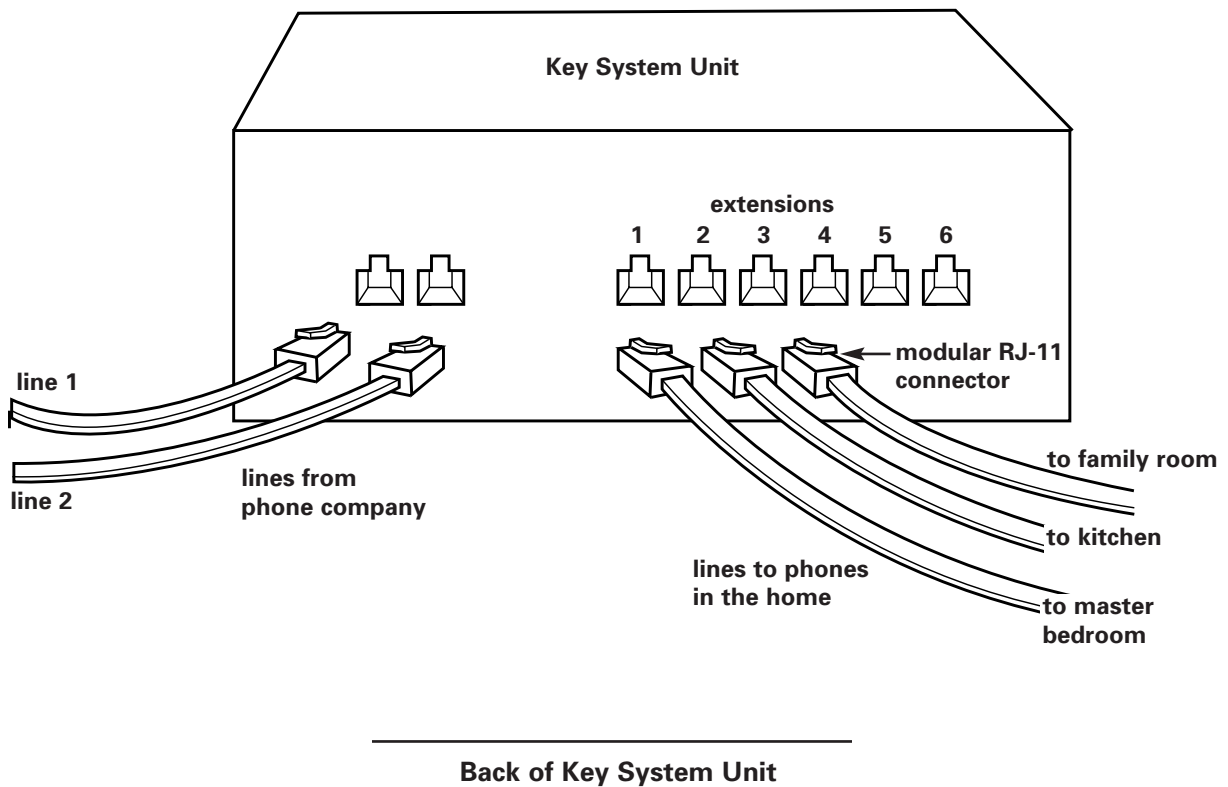 Key System Unit
extensions
1 2 3 4 5 6
modular RJ-11
connector
line 1
line 2
lines from
phone company
to family room
to kitchen
lines to phones
in the home
to master
bedroom
Back of Key System Unit